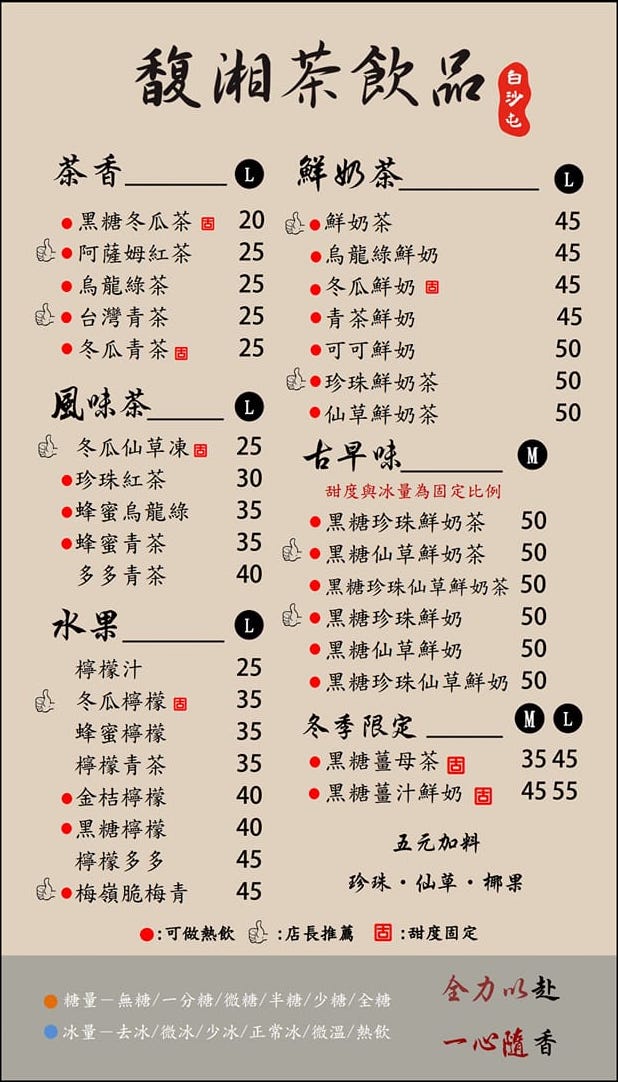 馥湘茶飲品
白沙屯
茶香 L
黑糖冬瓜茶 固 20
阿薩姆紅茶 25
烏龍綠茶 25
台灣青茶 25
冬瓜青茶 固 25
風味茶 L
冬瓜仙草凍 固 25
珍珠紅茶 30
蜂蜜烏龍綠 35
蜂蜜青茶 35
多多青茶 40
水果 L
檸檬汁 25
冬瓜檸檬 固 35
蜂蜜檸檬 35
檸檬青茶 35
金桔檸檬 40
黑糖檸檬 40
檸檬多多 45
梅嶺脆梅青 45
鮮奶茶 L
鮮奶茶 45
烏龍綠鮮奶 45
冬瓜鮮奶 固 45
青茶鮮奶 45
可可鮮奶 50
珍珠鮮奶茶 50
仙草鮮奶茶 50
古早味 M
甜度與冰量為固定比例
黑糖珍珠鮮奶茶 50
黑糖仙草鮮奶茶 50
黑糖珍珠仙草鮮奶茶 50
黑糖珍珠鮮奶 50
黑糖仙草鮮奶 50
黑糖珍珠仙草鮮奶 50
冬季限定 M L
黑糖薑母茶 固 35 45
黑糖薑汁鮮奶 固 45 55
五元加料
珍珠・仙草・椰果
:可做熱飲 :店長推薦 固:甜度固定
糖量－無糖/一分糖/微糖/半糖/少糖/全糖
冰量－去冰/微冰/少冰/正常冰/微溫/熱飲
全力以赴
一心隨香